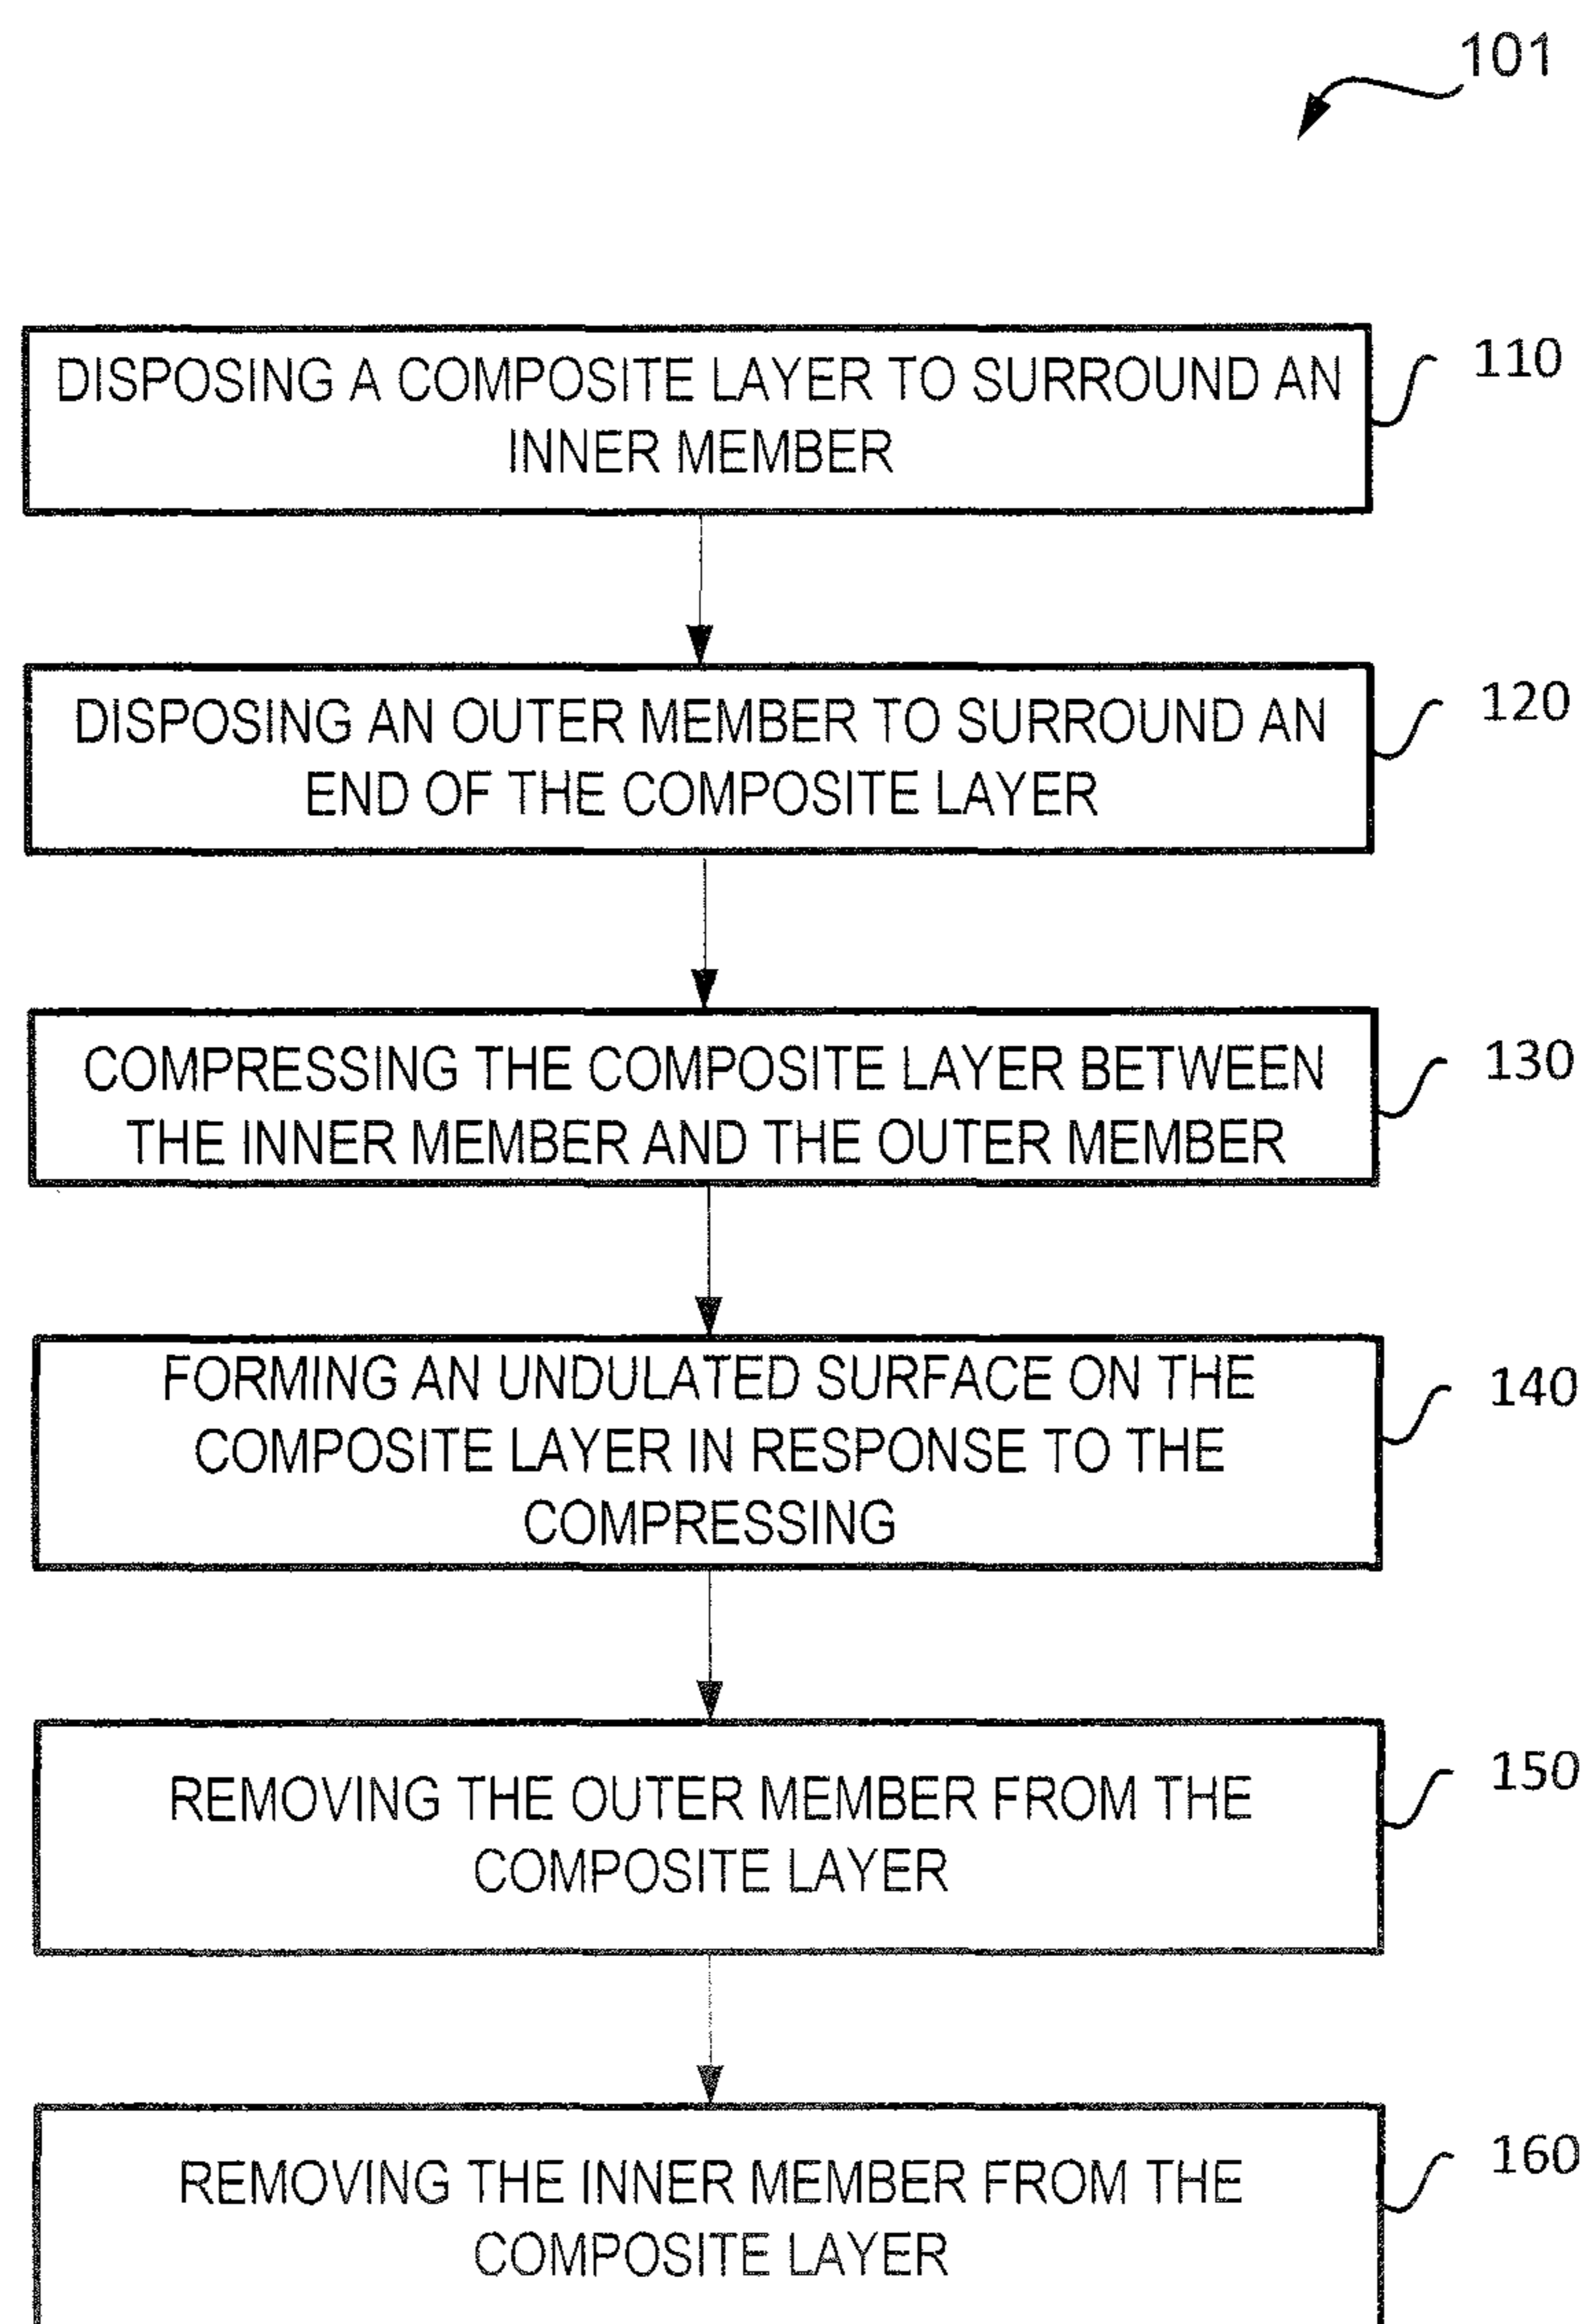 101
DISPOSING A COMPOSITE LAYER TO SURROUND AN
INNER MEMBER
110
DISPOSING AN OUTER MEMBER TO SURROUND AN
END OF THE COMPOSITE LAYER
120
COMPRESSING THE COMPOSITE LAYER BETWEEN
THE INNER MEMBER AND THE OUTER MEMBER
130
FORMING AN UNDULATED SURFACE ON THE
COMPOSITE LAYER IN RESPONSE TO THE
COMPRESSING
140
REMOVING THE OUTER MEMBER FROM THE
COMPOSITE LAYER
150
REMOVING THE INNER MEMBER FROM THE
COMPOSITE LAYER
160